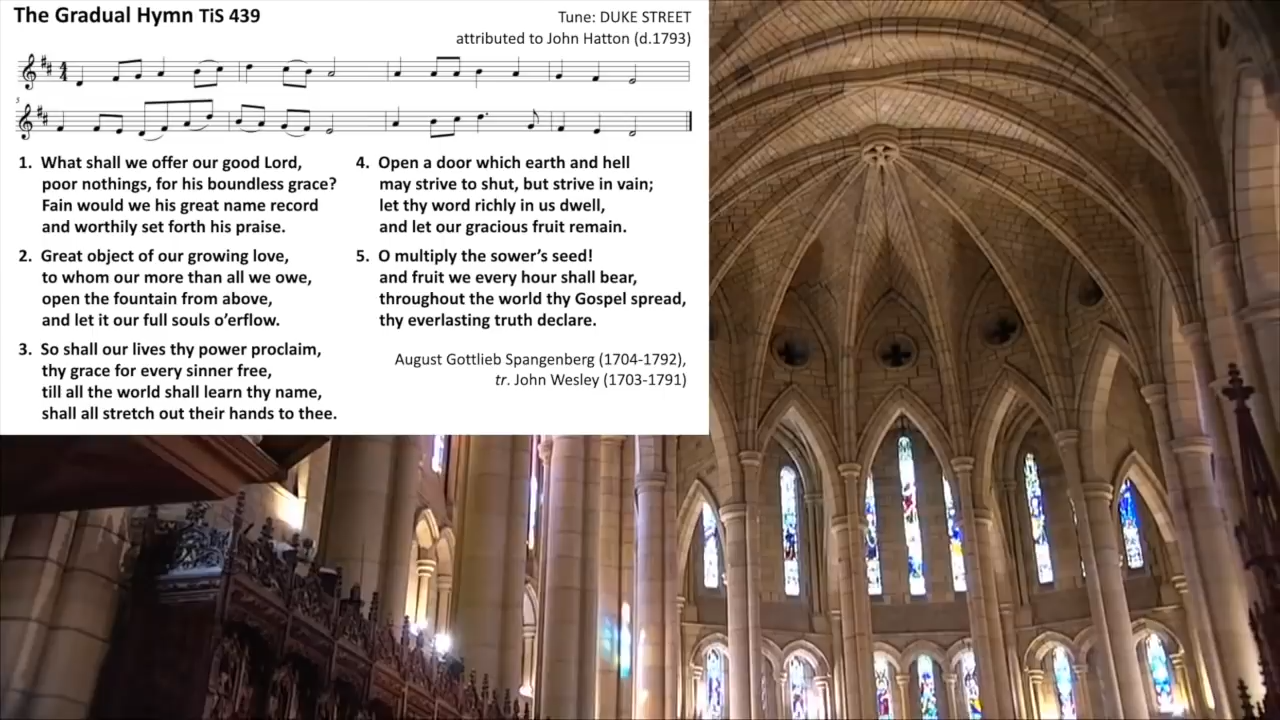 The Gradual Hymn TiS 439
Tune: DUKE STREET
attributed to John Hatton (d.1793)
4
4
5
1. What shall we offer our good Lord,
poor nothings, for his boundless grace?
Fain would we his great name record
and worthily set forth his praise.
2. Great object of our growing love,
to whom our more than all we owe,
open the fountain from above,
and let it our full souls o’erflow.
3. So shall our lives thy power proclaim,
thy grace for every sinner free,
till all the world shall learn thy name,
shall all stretch out their hands to thee.
4. Open a door which earth and hell
may strive to shut, but strive in vain;
let thy word richly in us dwell,
and let our gracious fruit remain.
5. O multiply the sower’s seed!
and fruit we every hour shall bear,
throughout the world thy Gospel spread,
thy everlasting truth declare.
August Gottlieb Spangenberg (1704-1792),
tr. John Wesley (1703-1791)